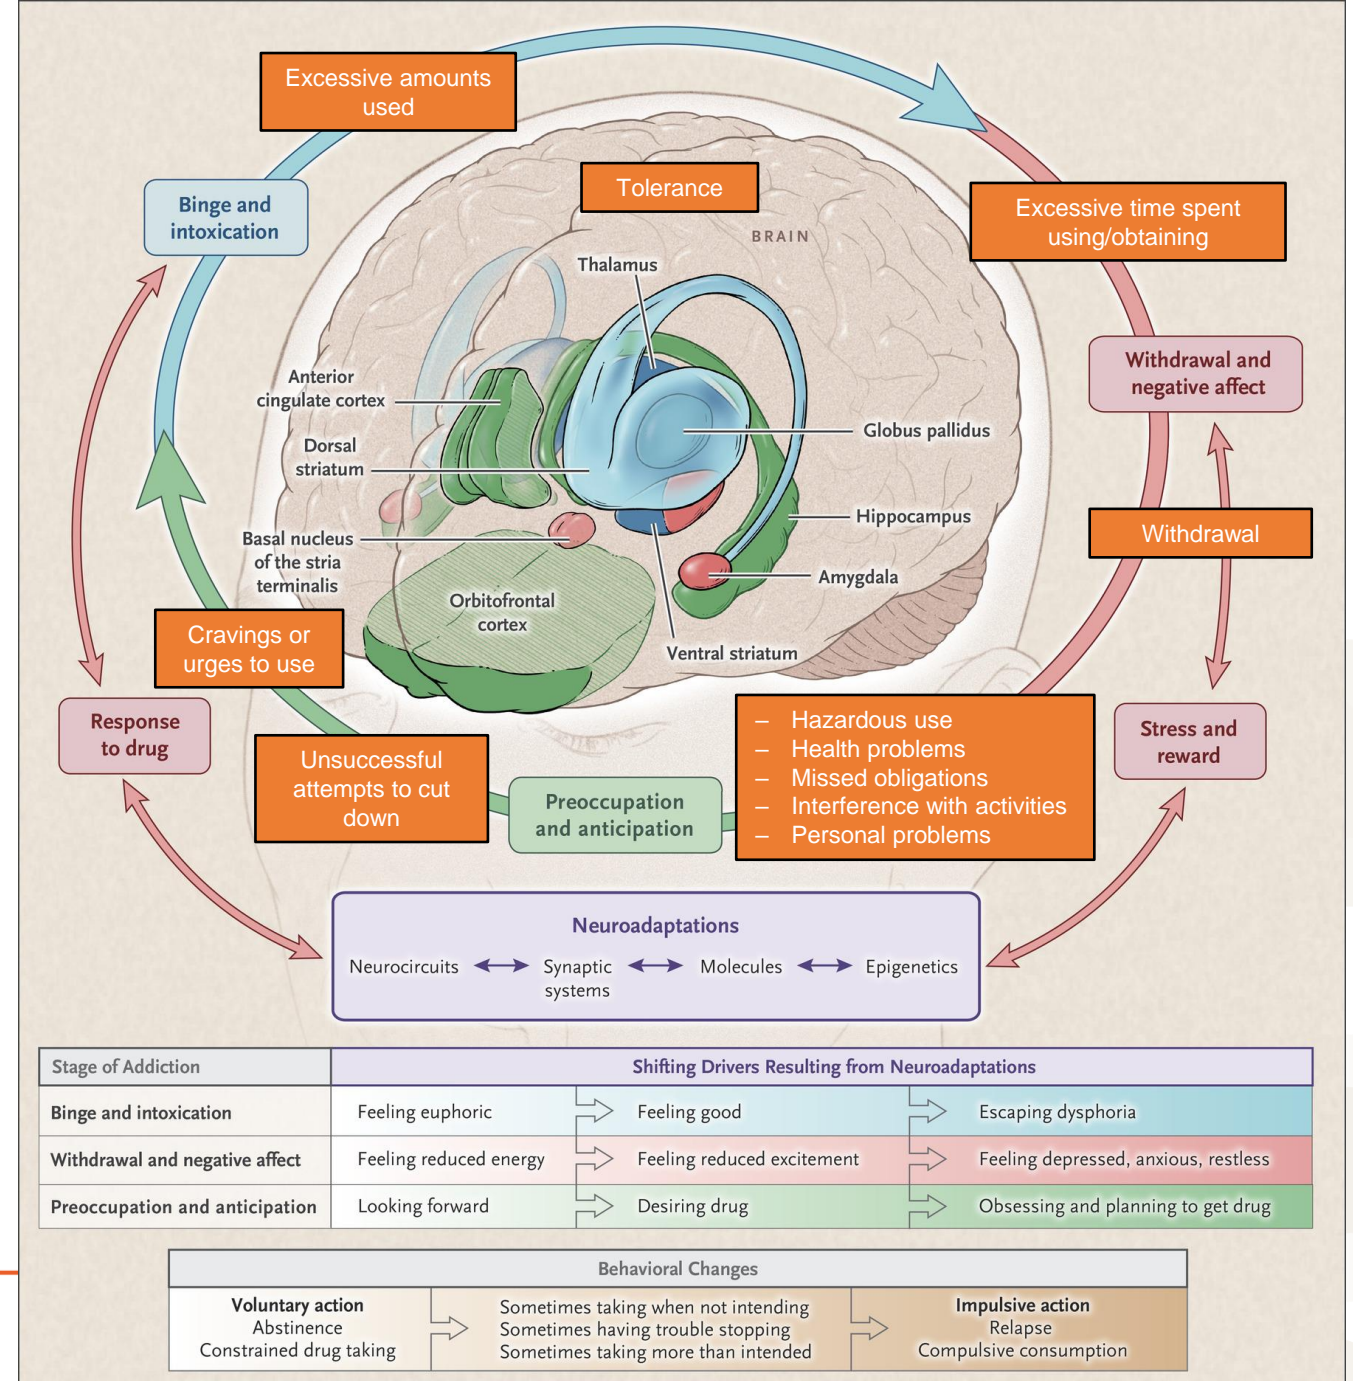 Excessive amounts
used
Tolerance
Binge and
intoxication
Excessive time spent
using/obtaining
BRAIN
Thalamus
Withdrawal and
negative affect
Anterior
cingulate cortex
Globus pallidus
Dorsal
striatum
Hippocampus
Withdrawal
Basal nucleus
of the stria
terminalis
Amygdala
Orbitofrontal
cortex
Ventral striatum
Cravings or
urges to use
Response
to drug
Unsuccessful
attempts to cut
down
Preoccupation
and anticipation
– Hazardous use
– Health problems
– Missed obligations
– Interference with activities
– Personal problems
Stress and
reward
Neuroadaptations
Neurocircuits Synaptic systems Molecules Epigenetics
Stage of Addiction Shifting Drivers Resulting from Neuroadaptations
Binge and intoxication Feeling euphoric Feeling good Escaping dysphoria
Withdrawal and negative affect Feeling reduced energy Feeling reduced excitement Feeling depressed, anxious, restless
Preoccupation and anticipation Looking forward Desiring drug Obsessing and planning to get drug
Behavioral Changes
Voluntary action
Abstinence
Constrained drug taking
Sometimes taking when not intending
Sometimes having trouble stopping
Sometimes taking more than intended
Impulsive action
Relapse
Compulsive consumption